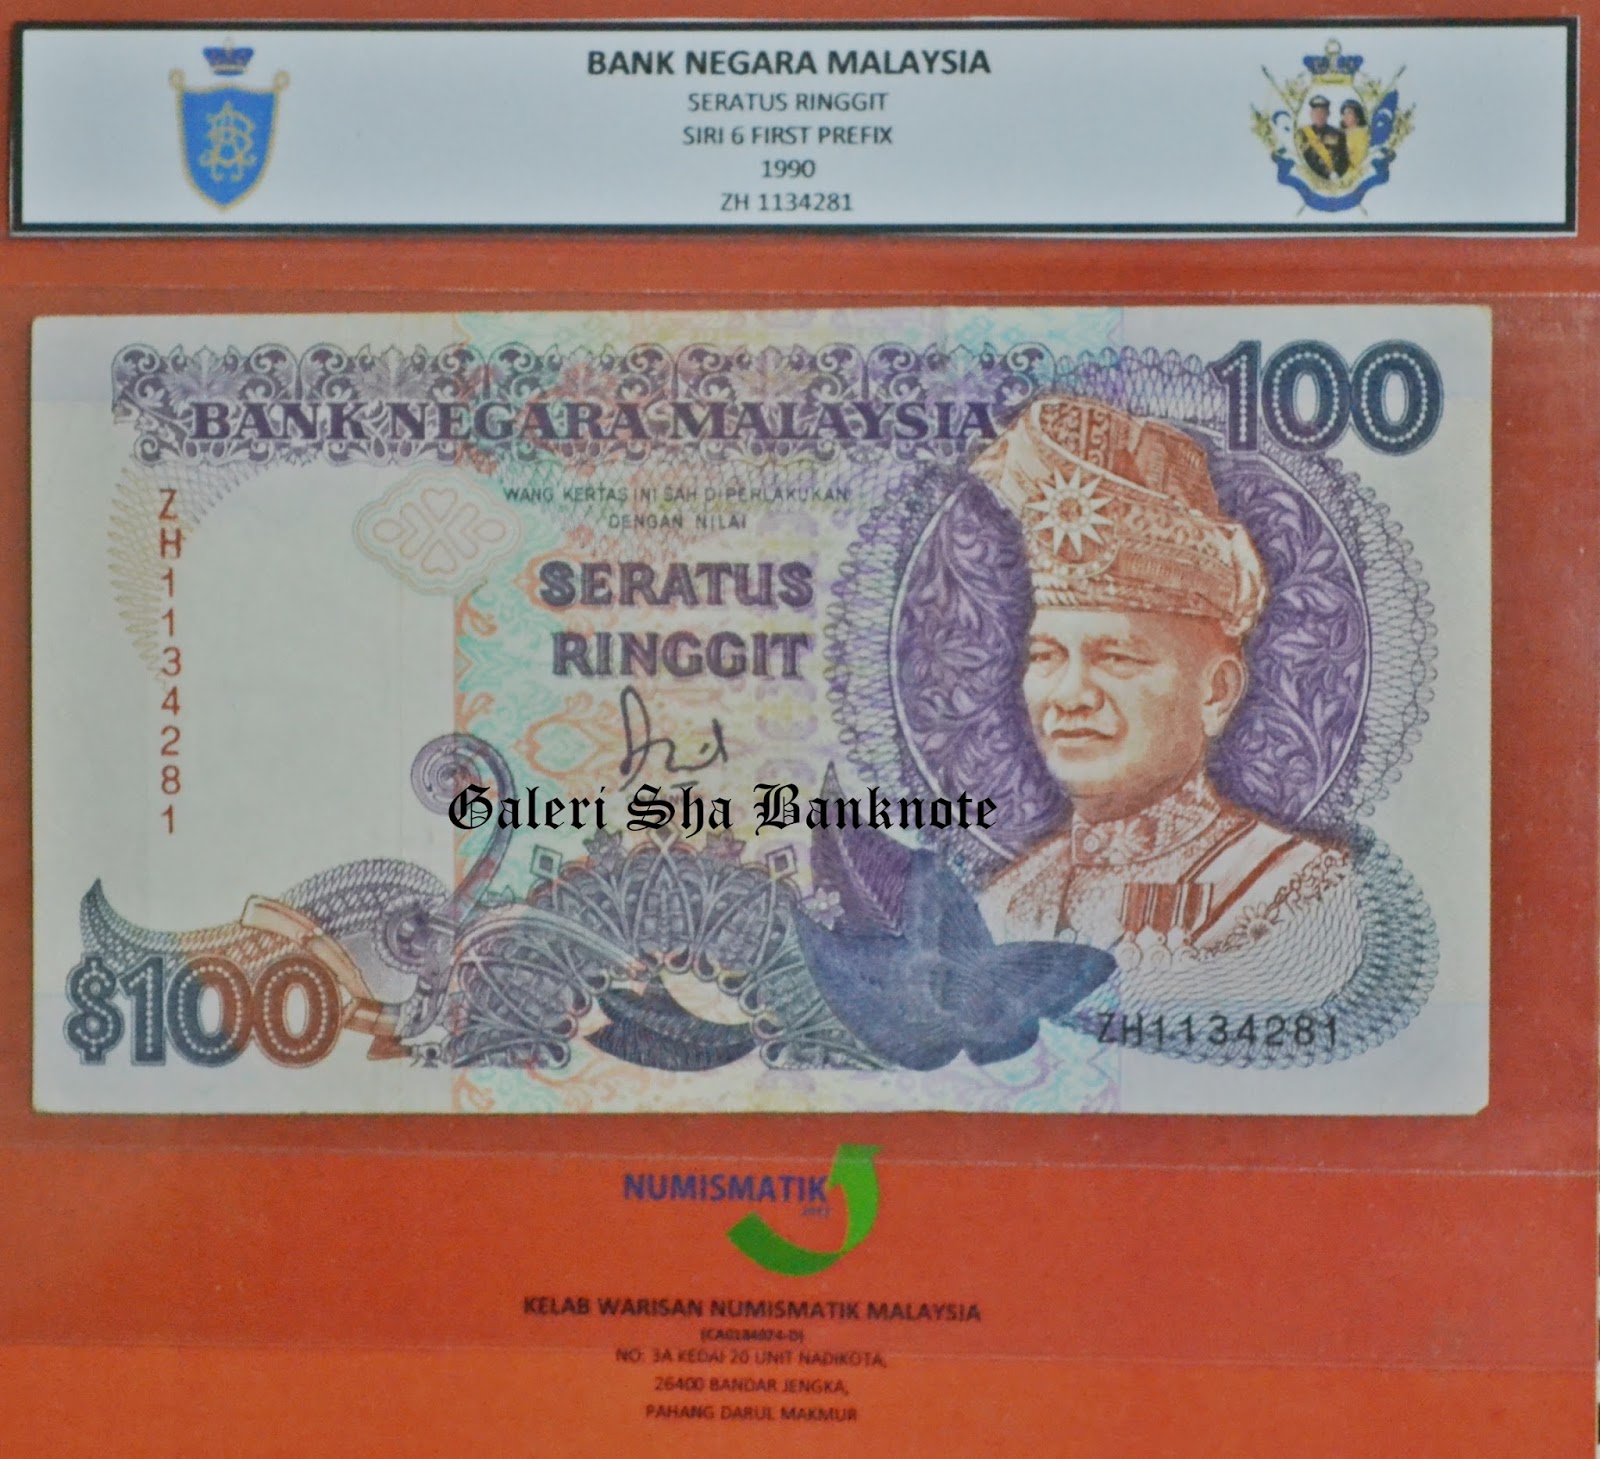 BANK NEGARA MALAYSIA
SERATUS RINGGIT
SIRI 6 FIRST PREFIX
1990
ZH 1134281
100
BANK NEGARA MALAYSIA
WANG KERTAS INI SAH DIPERLAKUKAN
DENGAN NILAI
ZH1134281
SERATUS
RINGGIT
Galeri Sha Banknote
$100
ZH1134281
NUMISMATIK
KELAB WARISAN NUMISMATIK MALAYSIA
(CA0184074-D)
NO: 3A KEDAI 20 UNIT NADIKOTA,
26400 BANDAR JENGKA,
PAHANG DARUL MAKMUR